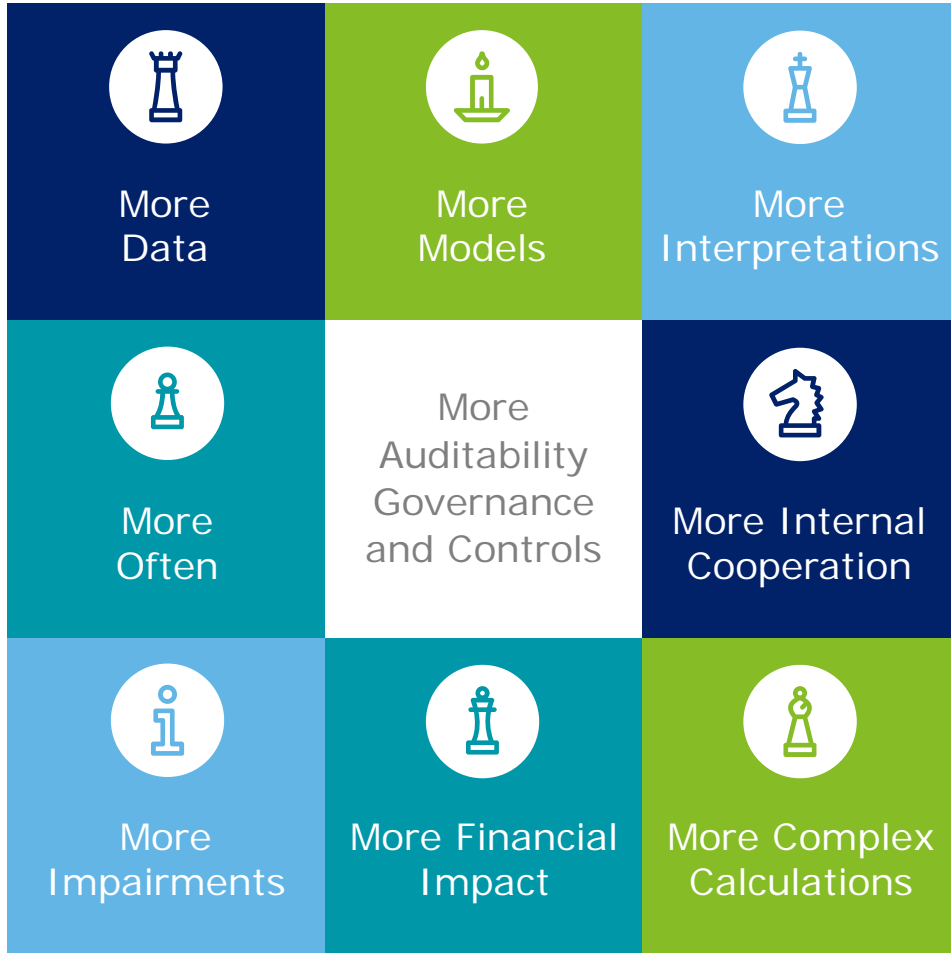 More
Data
More
Models
More
Interpretations
More
Often
More
Auditability
Governance
and Controls
More Internal
Cooperation
More
Impairments
More Financial
Impact
More Complex
Calculations